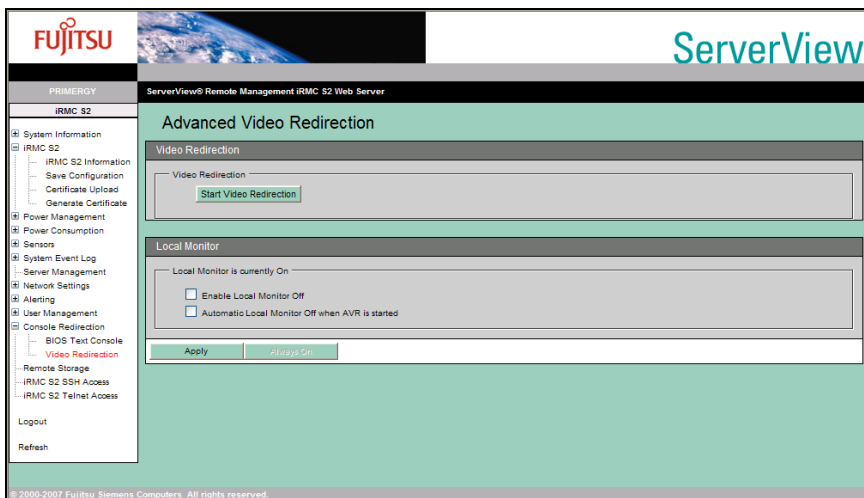 FUJITSU
ServerView
PRIMERGY
ServerView® Remote Management iRMC S2 Web Server
iRMC S2
System Information
iRMC S2
iRMC S2 Information
Save Configuration
Certificate Upload
Generate Certificate
Power Management
Power Consumption
Sensors
System Event Log
Server Management
Network Settings
Alerting
User Management
Console Redirection
BIOS Text Console
Video Redirection
Remote Storage
iRMC S2 SSH Access
iRMC S2 Telnet Access
Logout
Refresh
Advanced Video Redirection
Video Redirection
Video Redirection
Start Video Redirection
Local Monitor
Local Monitor is currently On
Enable Local Monitor Off
Automatic Local Monitor Off when AVR is started
Apply
Always On
© 2000-2007 Fujitsu Siemens Computers All rights reserved.